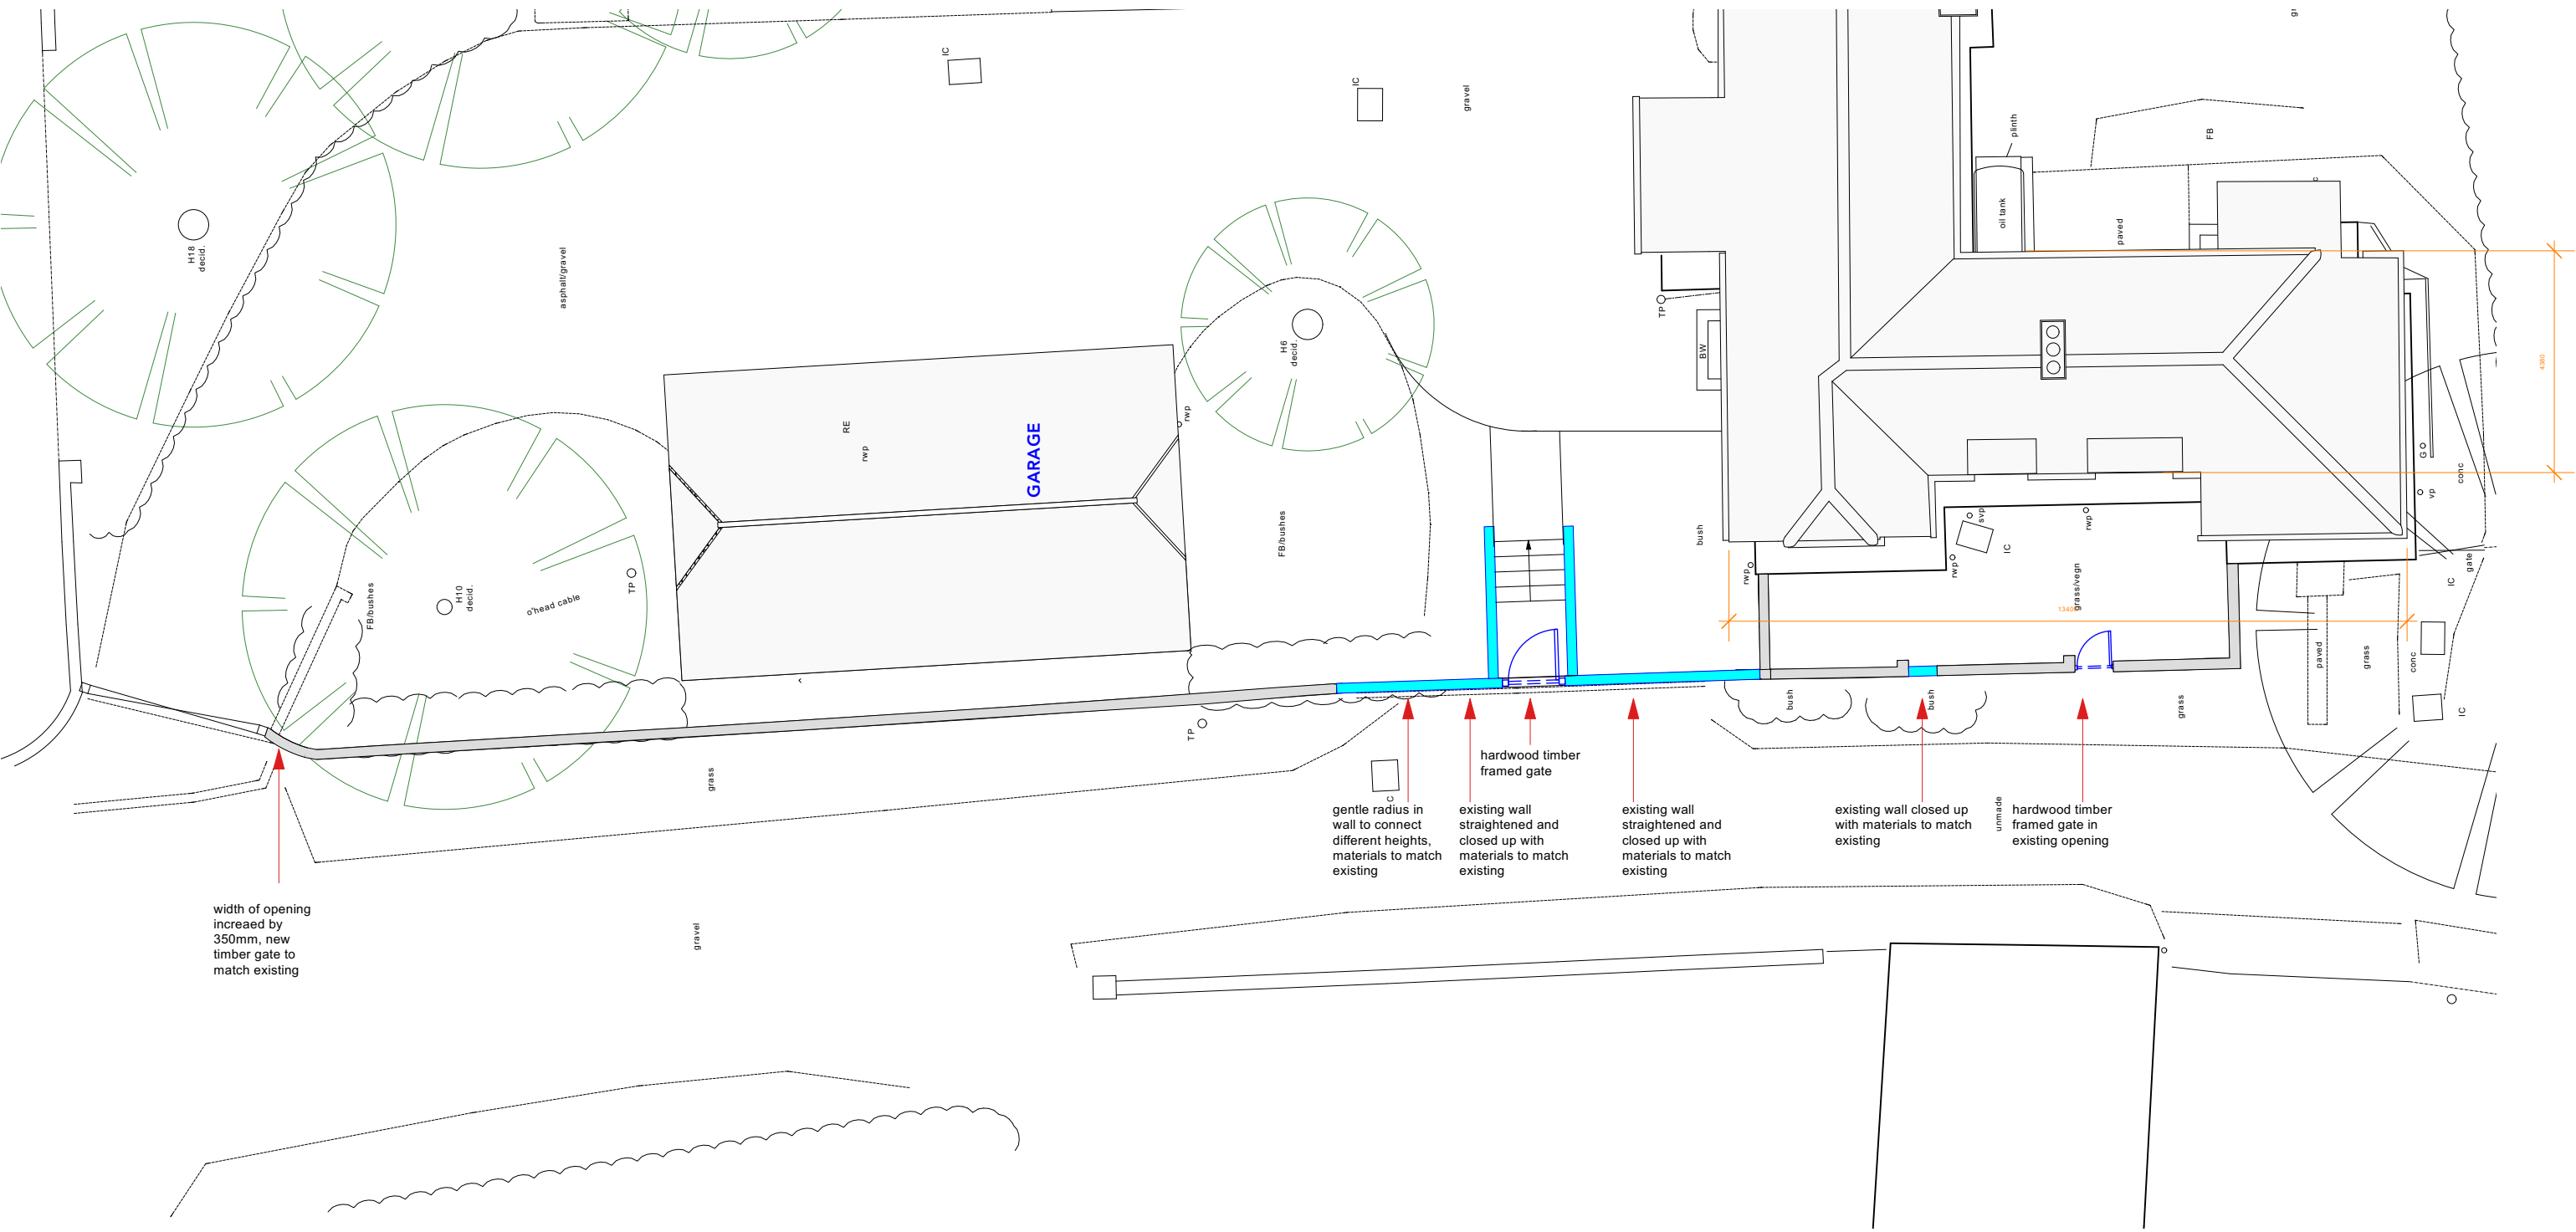 IC
IC
gravel
plinth
FB
oil tank
paved
H18
decid.
asphalt/gravel
TP
BW
H6
decid.
4380
RE
rwp
GARAGE
rwp
G
conc
vp
FB/bushes
bush
svp
rwp
IC
rwp
rwp
gate
IC
TP
H10
decid.
o'head cable
FB/bushes
grass/vegn
paved
grass
conc
bush
bush
grass
IC
TP
grass
hardwood timber
framed gate
gentle radius in
wall to connect
different heights,
materials to match
existing
existing wall
straightened and
closed up with
materials to match
existing
existing wall
straightened and
closed up with
materials to match
existing
existing wall closed up
with materials to match
existing
unmade
hardwood timber
framed gate in
existing opening
width of opening
increaed by
350mm, new
timber gate to
match existing
gravel